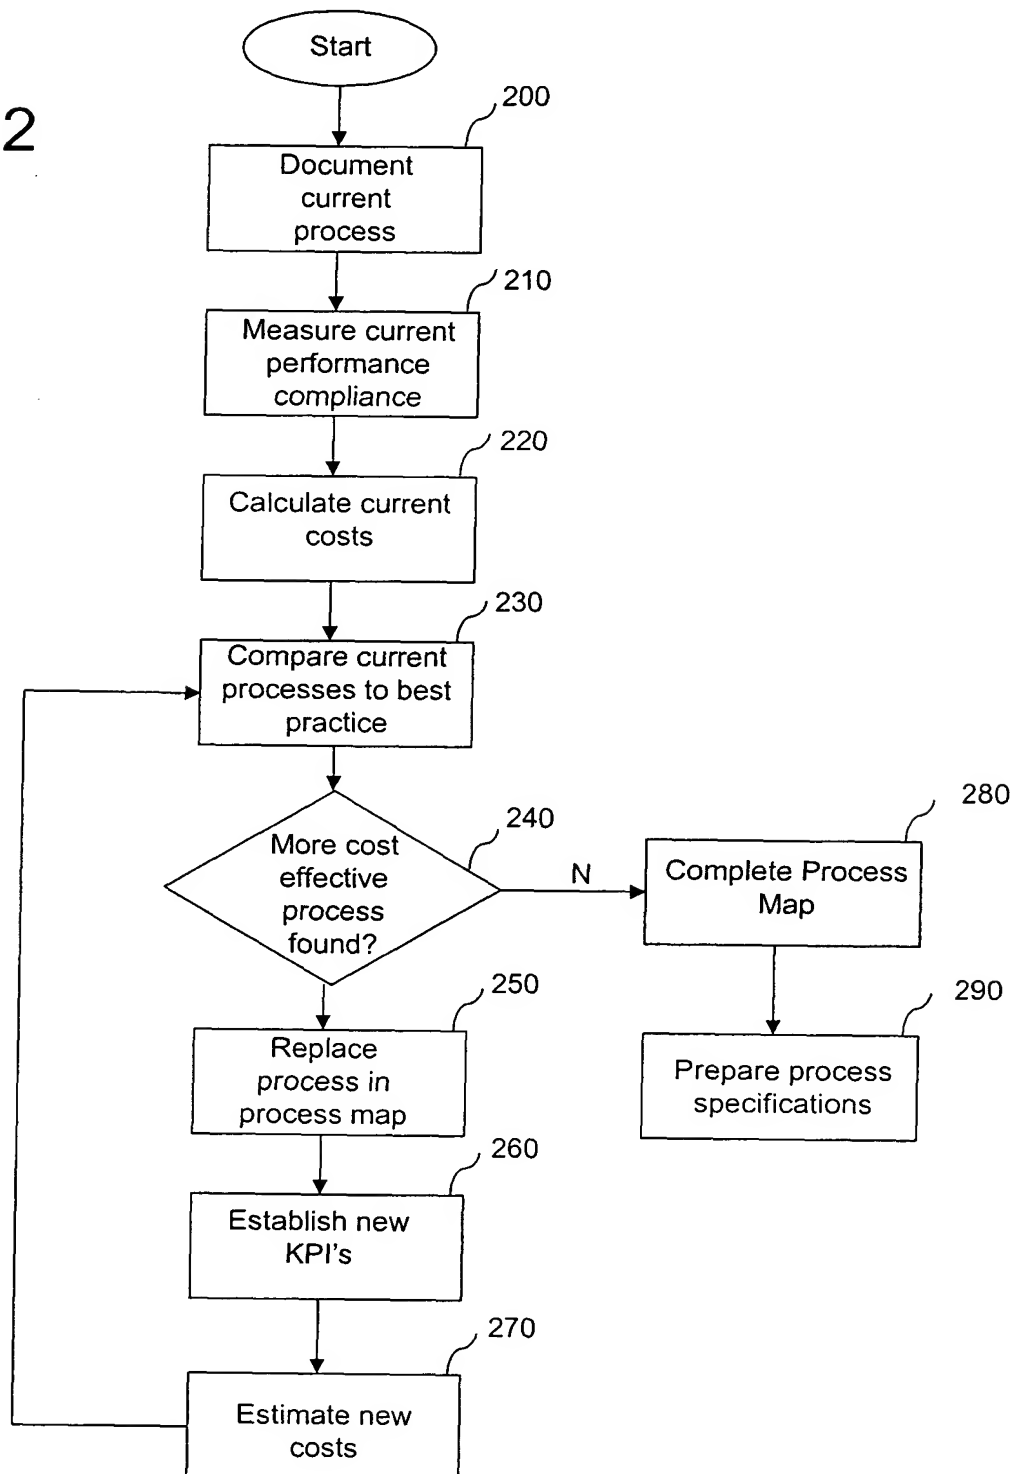 2
Start
200
Document
current
process
210
Measure current
performance
compliance
220
Calculate current
costs
230
Compare current
processes to best
practice
240
More cost
effective
process
found?
N
280
Complete Process
Map
250
Replace
process in
process map
290
Prepare process
specifications
260
Establish new
KPI's
270
Estimate new
costs